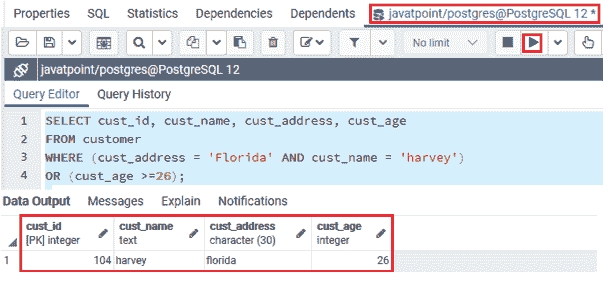 Properties SQL Statistics Dependencies Dependents javatpoint/postgres@PostgreSQL 12 *
No limit
javatpoint/postgres@PostgreSQL 12
Query Editor Query History
1 SELECT cust_id, cust_name, cust_address, cust_age
2 FROM customer
3 WHERE (cust_address = 'Florida' AND cust_name = 'harvey')
4 OR (cust_age >=26);
Data Output Messages Explain Notifications
cust_id cust_name cust_address cust_age
[PK] integer text character (30) integer
1 104 harvey florida 26